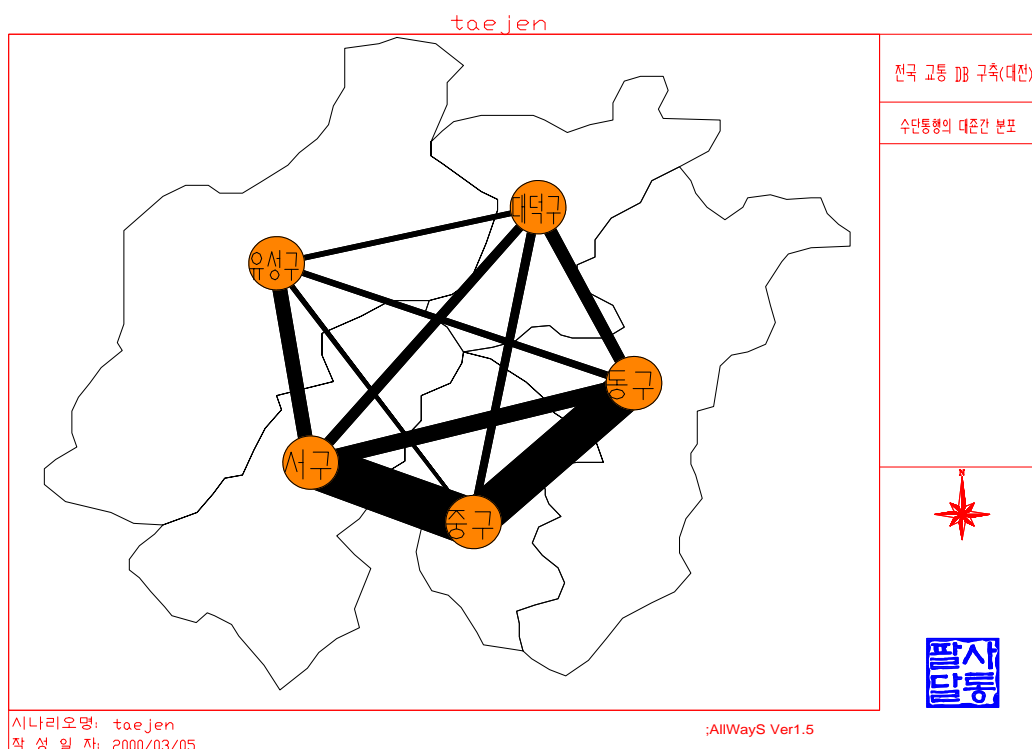 taejen
전국 교통 DB 구축(대전)
수단통행의 대존간 분포
대덕구
유성구
동구
서구
중구
N
팔사
달통
시나리오명: taejen
작 성 일 자: 2000/03/05
;AllWayS Ver1.5